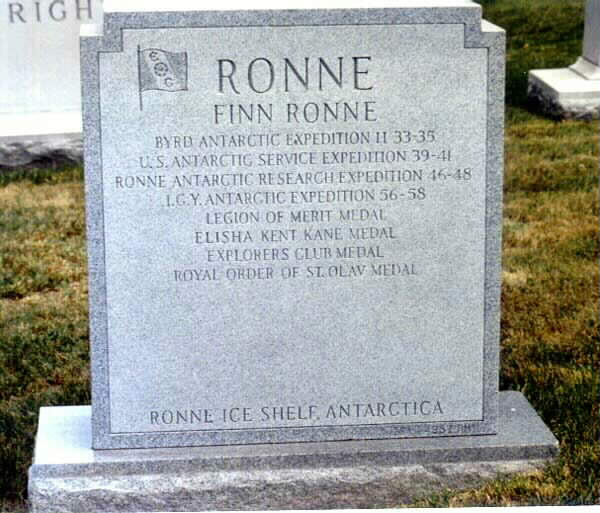 RIGH
RONNE
FINN RONNE
BYRD ANTARCTIC EXPEDITION II 33-35
U.S. ANTARCTIC SERVICE EXPEDITION 39-41
RONNE ANTARCTIC RESEARCH EXPEDITION 46-48
I.G.Y. ANTARCTIC EXPEDITION 56-58
LEGION OF MERIT MEDAL
ELISHA KENT KANE MEDAL
EXPLORERS CLUB MEDAL
ROYAL ORDER OF ST. OLAV MEDAL
RONNE ICE SHELF, ANTARCTICA